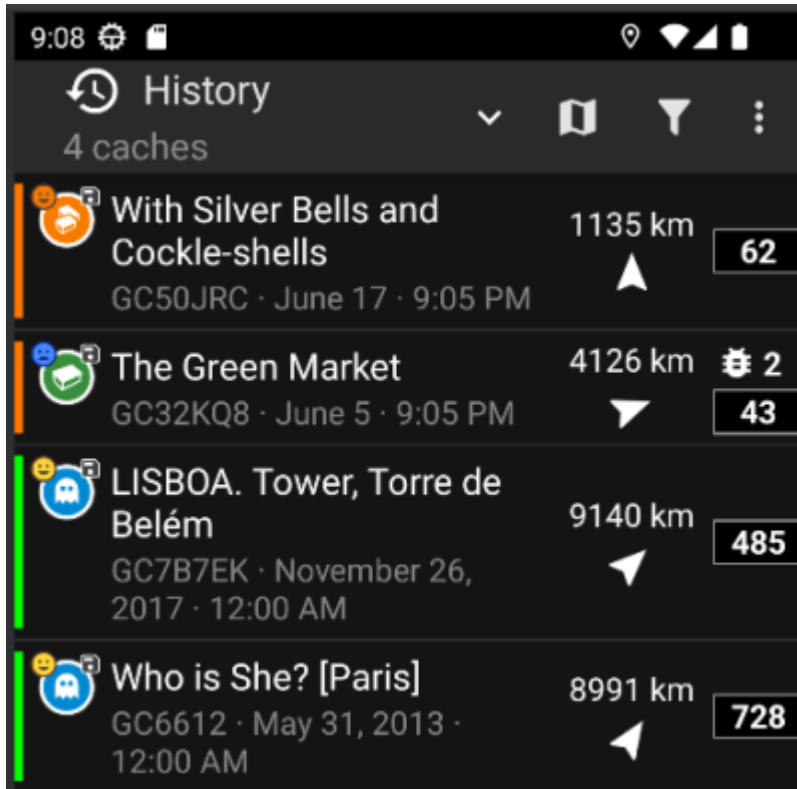 9:08
History
4 caches
With Silver Bells and
Cockle-shells
GC50JRC · June 17 · 9:05 PM
1135 km
62
The Green Market
GC32KQ8 · June 5 · 9:05 PM
4126 km
2
43
LISBOA. Tower, Torre de
Belém
GC7B7EK · November 26,
2017 · 12:00 AM
9140 km
485
Who is She? [Paris]
GC6612 · May 31, 2013 ·
12:00 AM
8991 km
728